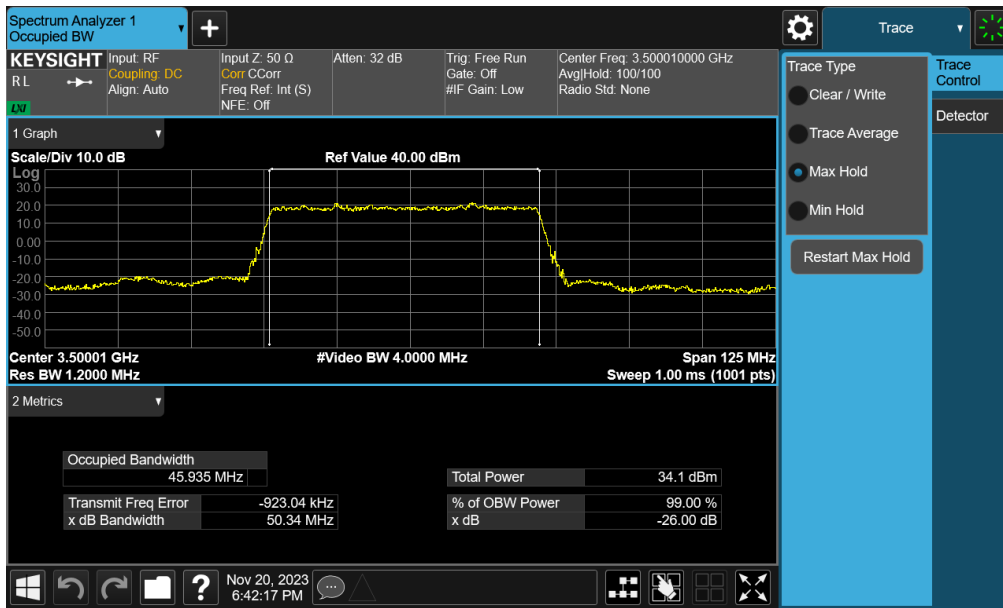 Spectrum Analyzer 1
Occupied BW
+
Trace
KEYSIGHT
R L
LXI
Input: RF
Coupling: DC
Align: Auto
Input Z: 50 Ω
Corr CCorr
Freq Ref: Int (S)
NFE: Off
Atten: 32 dB
Trig: Free Run
Gate: Off
#IF Gain: Low
Center Freq: 3.500010000 GHz
Avg|Hold: 100/100
Radio Std: None
Trace Type
Clear / Write
Trace Average
Max Hold
Min Hold
Restart Max Hold
Trace
Control
Detector
1 Graph
Scale/Div 10.0 dB
Ref Value 40.00 dBm
Log
30.0
20.0
10.0
0.00
-10.0
-20.0
-30.0
-40.0
-50.0
Center 3.50001 GHz
#Video BW 4.0000 MHz
Span 125 MHz
Res BW 1.2000 MHz
Sweep 1.00 ms (1001 pts)
2 Metrics
Occupied Bandwidth
45.935 MHz
Total Power 34.1 dBm
Transmit Freq Error -923.04 kHz
% of OBW Power 99.00 %
x dB Bandwidth 50.34 MHz
x dB -26.00 dB
?
Nov 20, 2023
6:42:17 PM